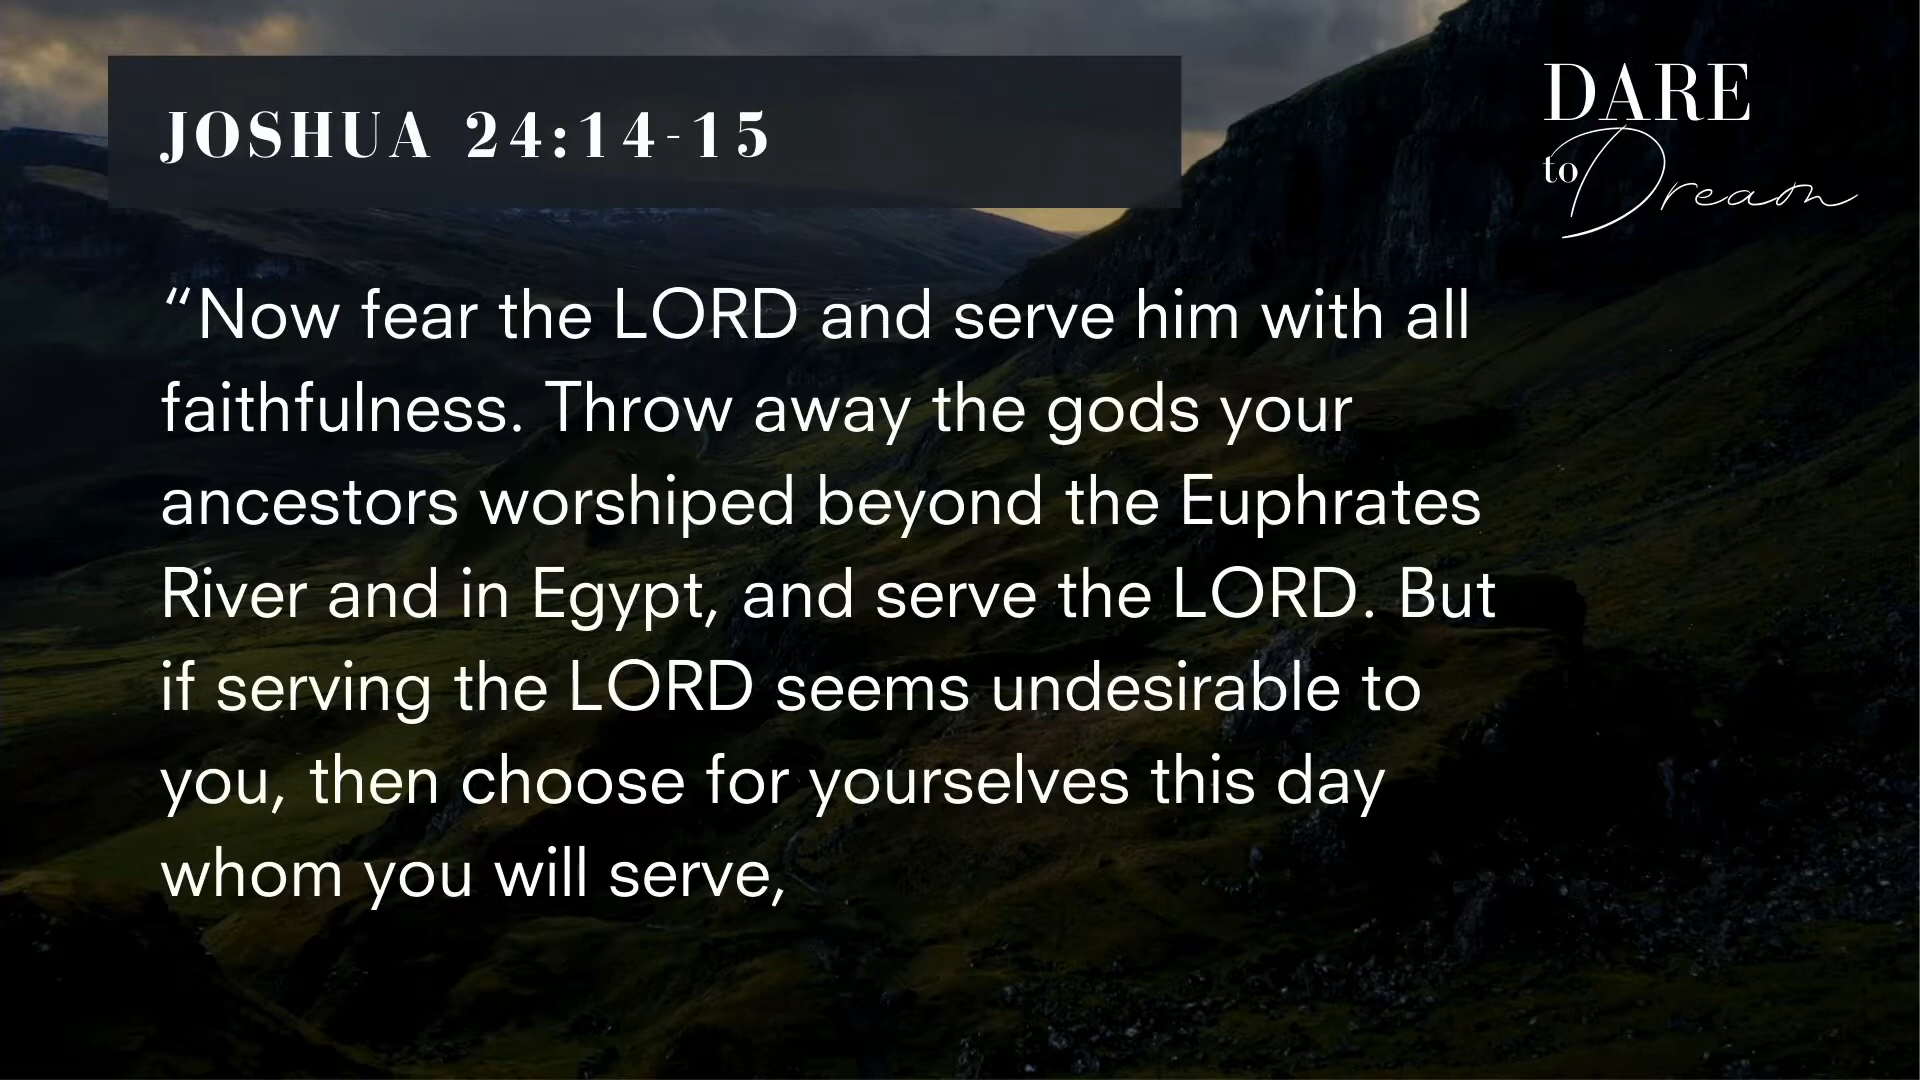 JOSHUA 24:14-15
DARE
to Dream
“Now fear the LORD and serve him with all
faithfulness. Throw away the gods your
ancestors worshiped beyond the Euphrates
River and in Egypt, and serve the LORD. But
if serving the LORD seems undesirable to
you, then choose for yourselves this day
whom you will serve,